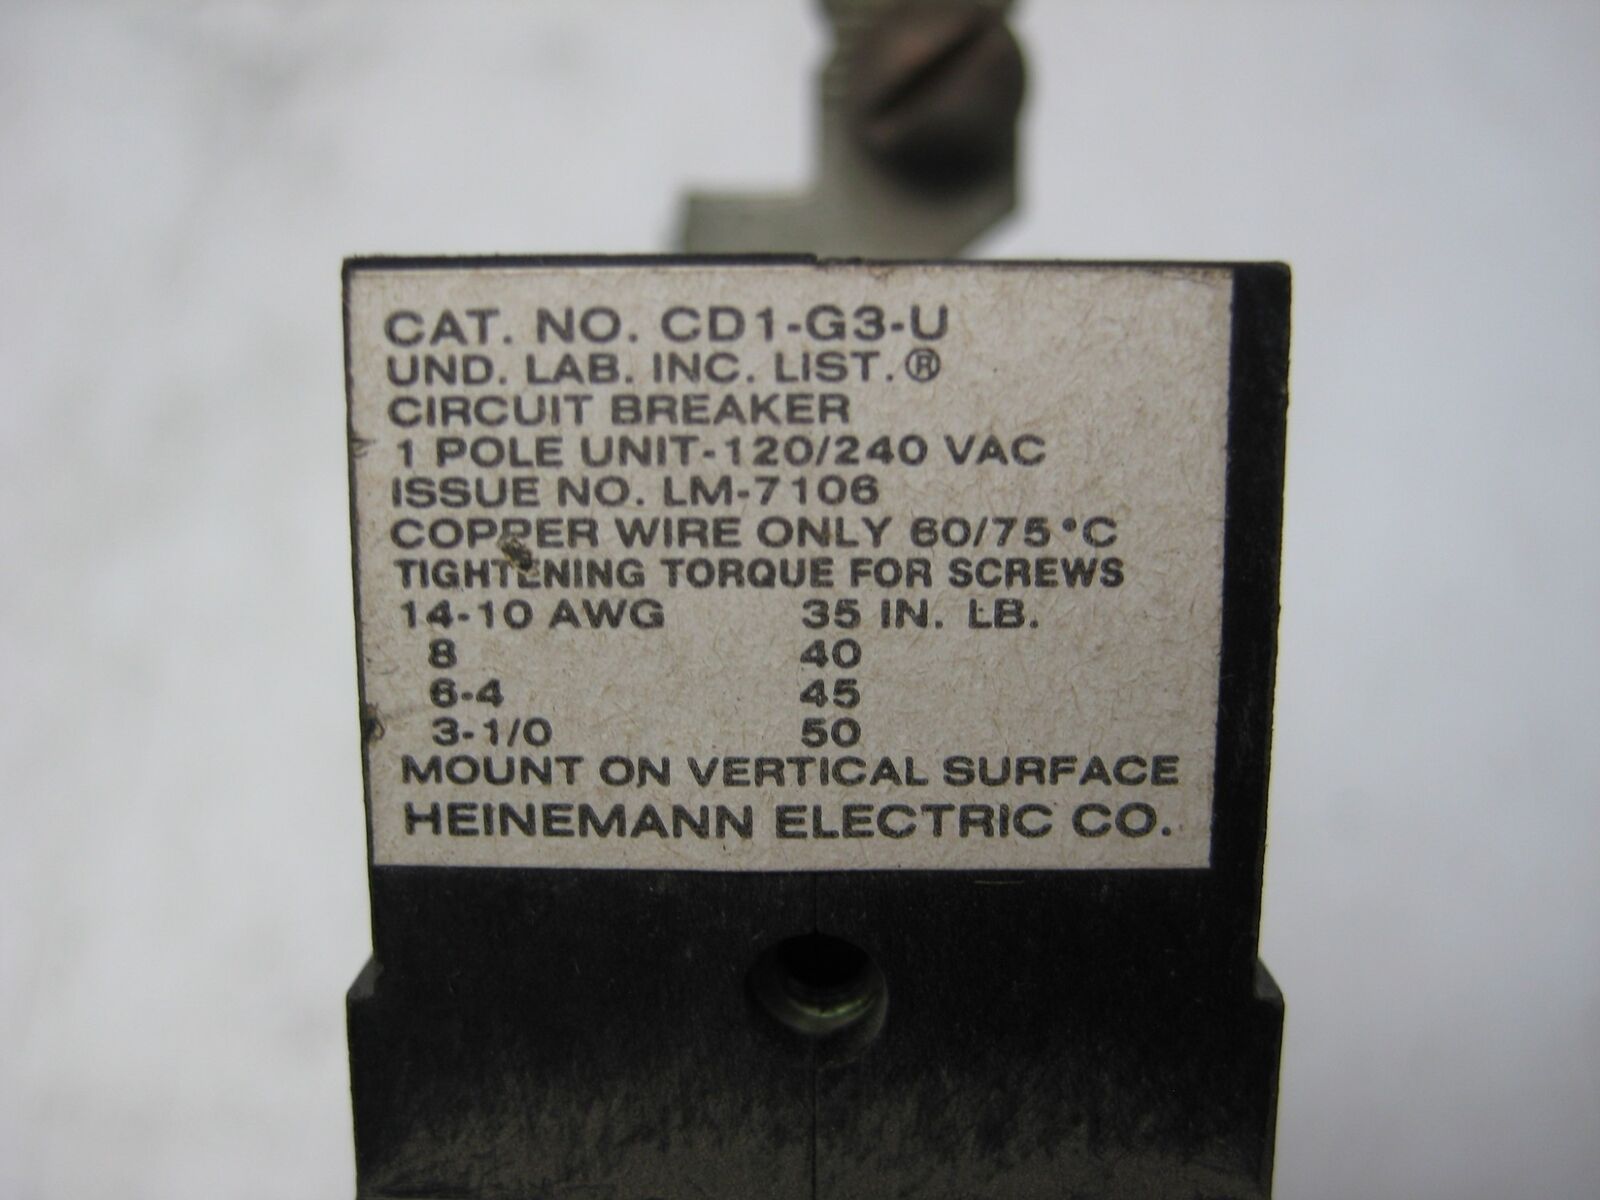 CAT. NO. CD1-G3-U
UND. LAB. INC. LIST.®
CIRCUIT BREAKER
1 POLE UNIT-120/240 VAC
ISSUE NO. LM-7106
COPPER WIRE ONLY 60/75°C
TIGHTENING TORQUE FOR SCREWS
14-10 AWG 35 IN. LB.
8 40
6-4 45
3-1/0 50
MOUNT ON VERTICAL SURFACE
HEINEMANN ELECTRIC CO.